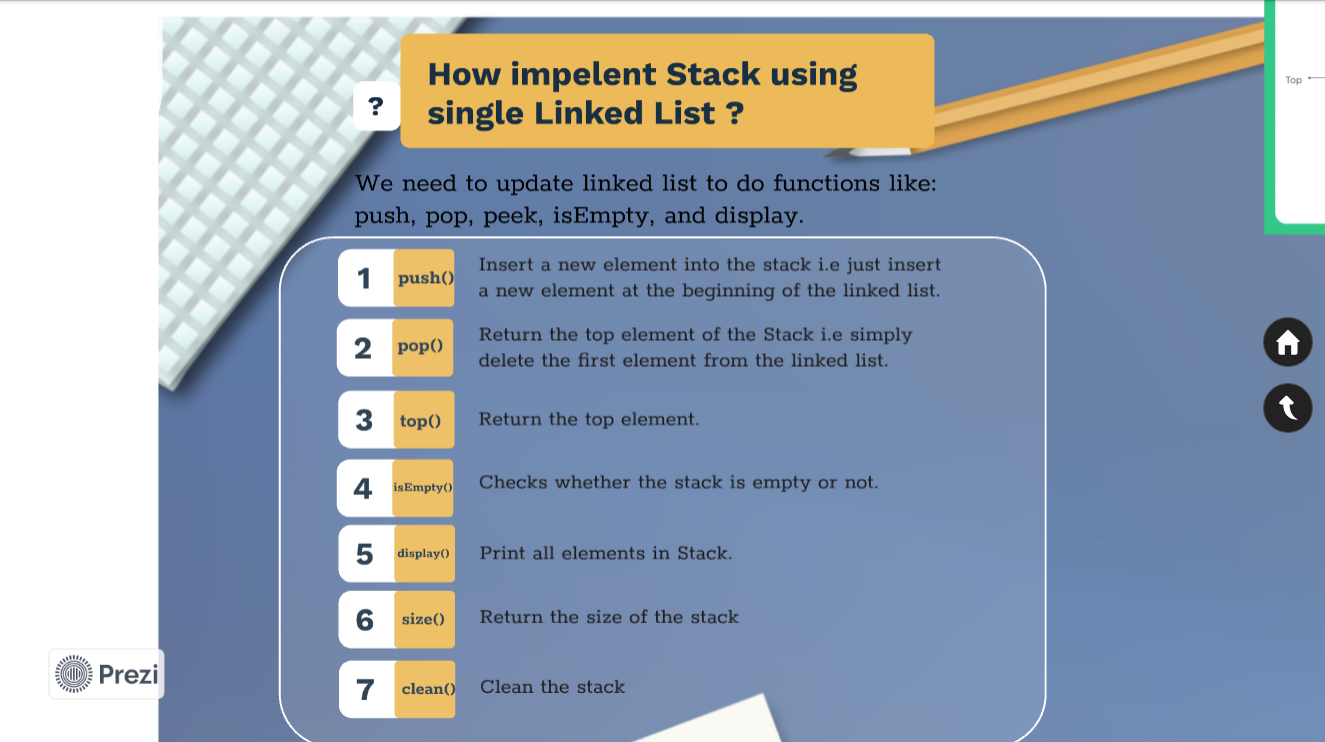 How impelent Stack using
single Linked List ?
?
Top
We need to update linked list to do functions like:
push, pop, peek, isEmpty, and display.
1 push() Insert a new element into the stack i.e just insert
a new element at the beginning of the linked list.
2 pop() Return the top element of the Stack i.e simply
delete the first element from the linked list.
3 top() Return the top element.
4 isEmpty() Checks whether the stack is empty or not.
5 display() Print all elements in Stack.
6 size() Return the size of the stack
7 clean() Clean the stack
Prezi